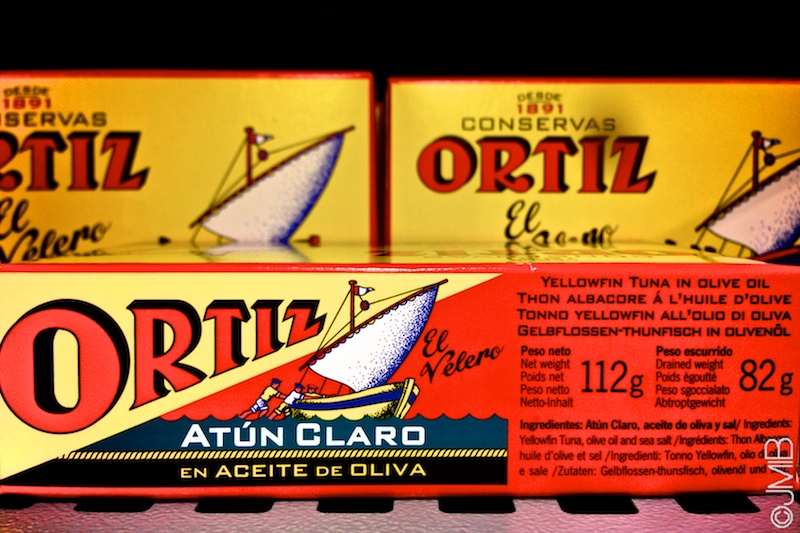 DESDE
1891
CONSERVAS
ORTIZ
El
Velero
DESDE
1891
CONSERVAS
ORTIZ
El
ORTIZ
El
Velero
ATÚN CLARO
EN ACEITE DE OLIVA
YELLOWFIN TUNA IN OLIVE OIL
THON ALBACORE Á L'HUILE D'OLIVE
TONNO YELLOWFIN ALL'OLIO DI OLIVA
GELBFLOSSEN-THUNFISCH IN OLIVENÖL
Peso neto
Net weight
Poids net
Peso netto
Netto-Inhalt
112g
Peso escurrido
Drained weight
Poids égoutté
Peso sgocciolato
Abtropfgewicht
82g
Ingredientes: Atún Claro, aceite de oliva y sal/ Ingredients:
Yellowfin Tuna, olive oil and sea salt /Ingrédients: Thon Alb
huile d'olive et sel /Ingredienti: Tonno Yellowfin, olio d
e sale /Zutaten: Gelbflossen-thunsfisch, olivenöl und
©JMB